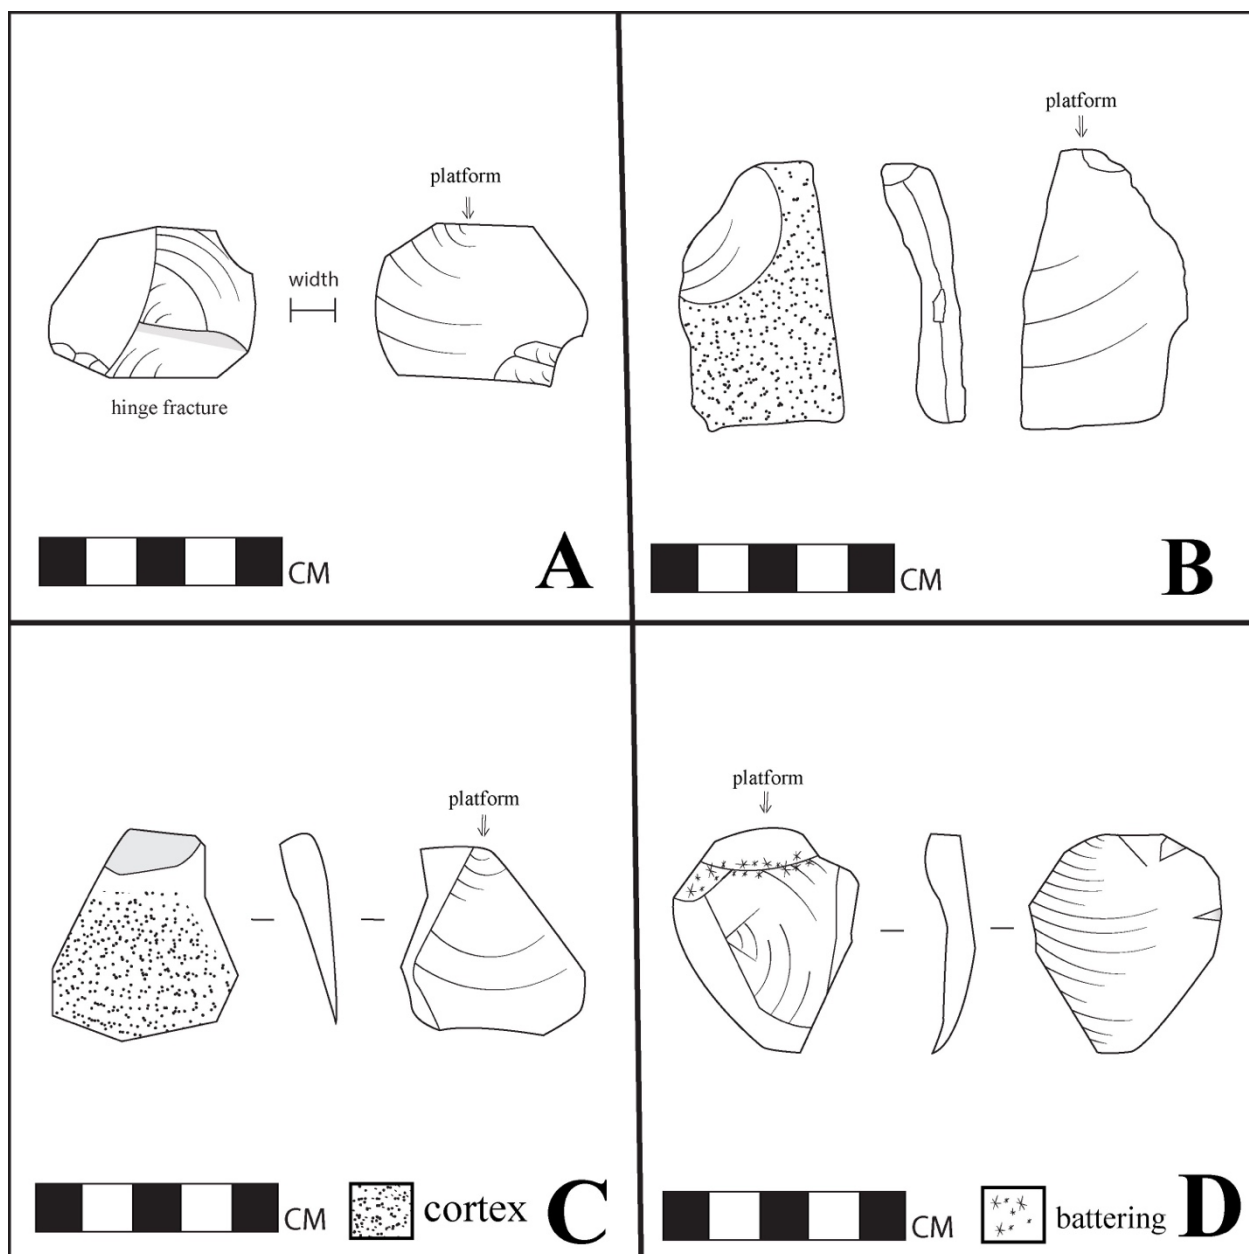 platform
width
hinge fracture
CM
A
platform
CM
B
platform
CM
cortex
C
platform
CM
battering
D